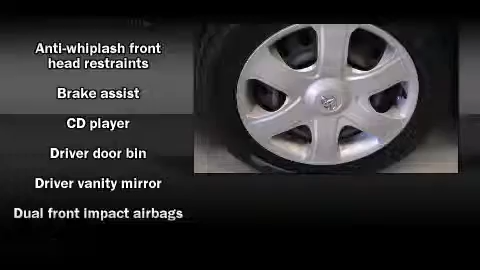 Anti-whiplash front
head restraints
Brake assist
CD player
Driver door bin
Driver vanity mirror
Dual front impact airbags